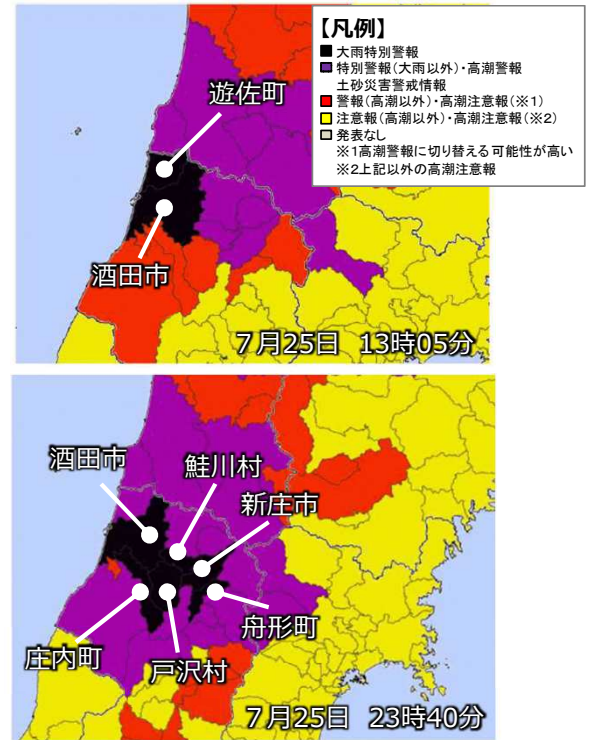 【凡例】
大雨特別警報
特別警報(大雨以外)・高潮警報
土砂災害警戒情報
警報(高潮以外)・高潮注意報(※1)
注意報(高潮以外)・高潮注意報(※2)
発表なし
※1高潮警報に切り替える可能性が高い
※2上記以外の高潮注意報
遊佐町
酒田市
7月25日 13時05分
酒田市
鮭川村
新庄市
舟形町
庄内町
戸沢村
7月25日 23時40分